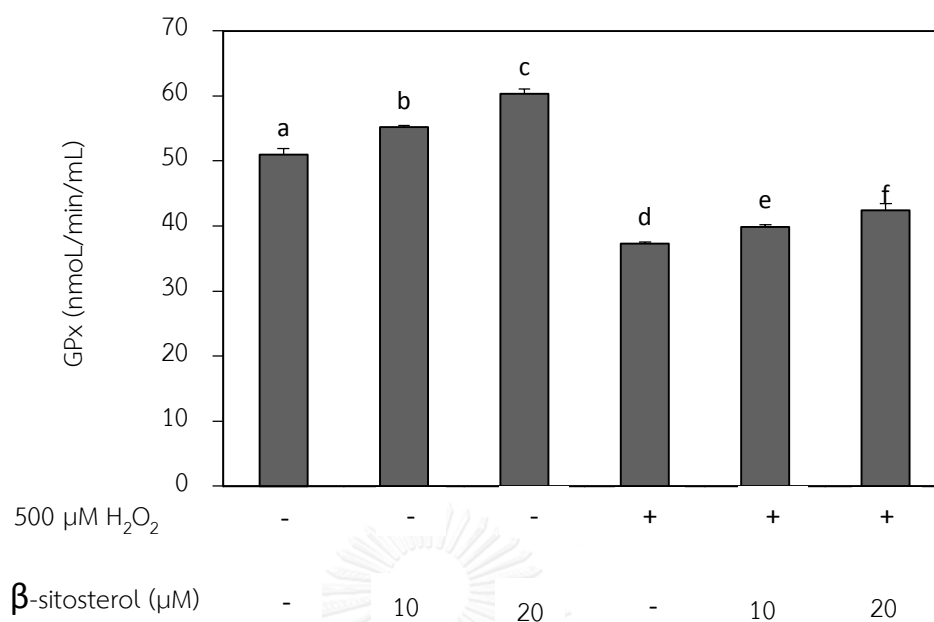 70
60
50
40
30
20
10
0
GPx (nmoL/min/mL)
a
b
c
d
e
f
500 µM H₂O₂ - - - + + +
β-sitosterol (µM) - 10 20 - 10 20